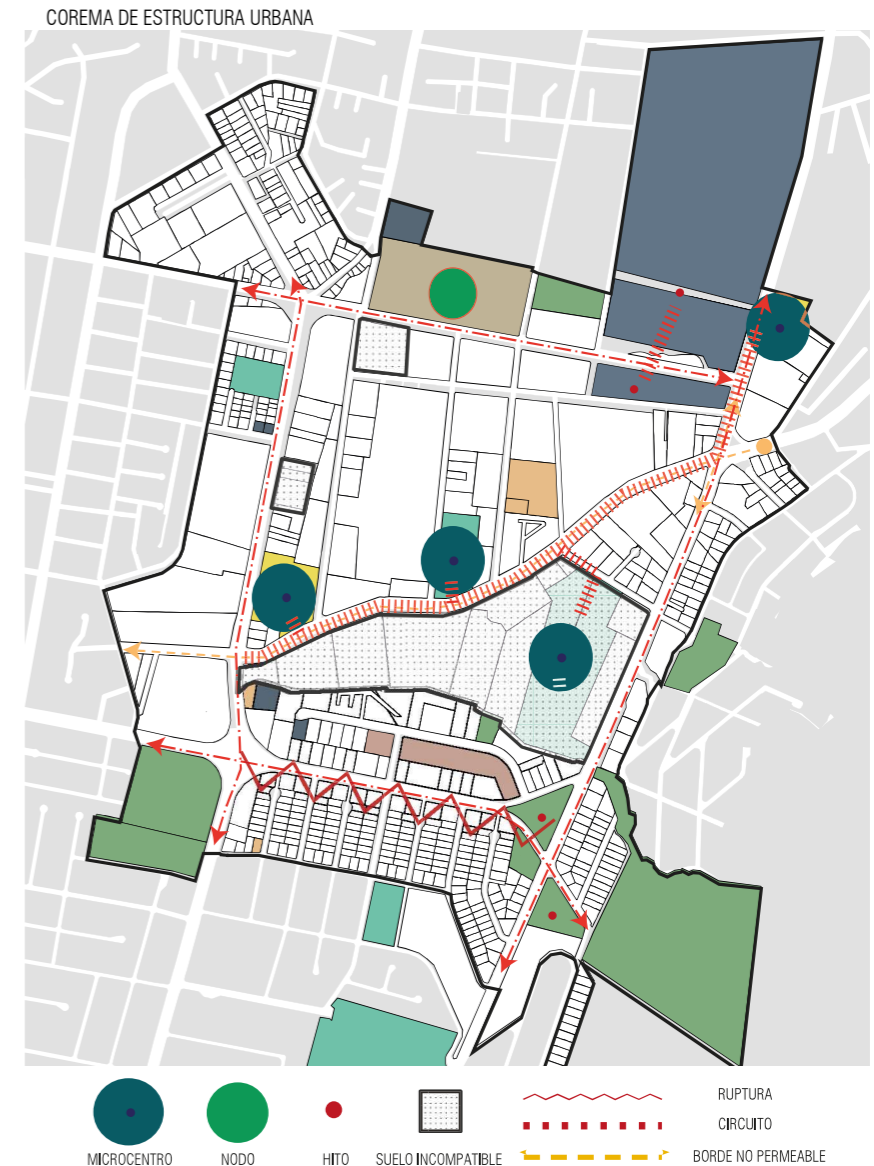 COREMA DE ESTRUCTURA URBANA
RUPTURA
CIRCUITO
MICROCENTRO
NODO
HITO
SUELO INCOMPATIBLE
BORDE NO PERMEABLE